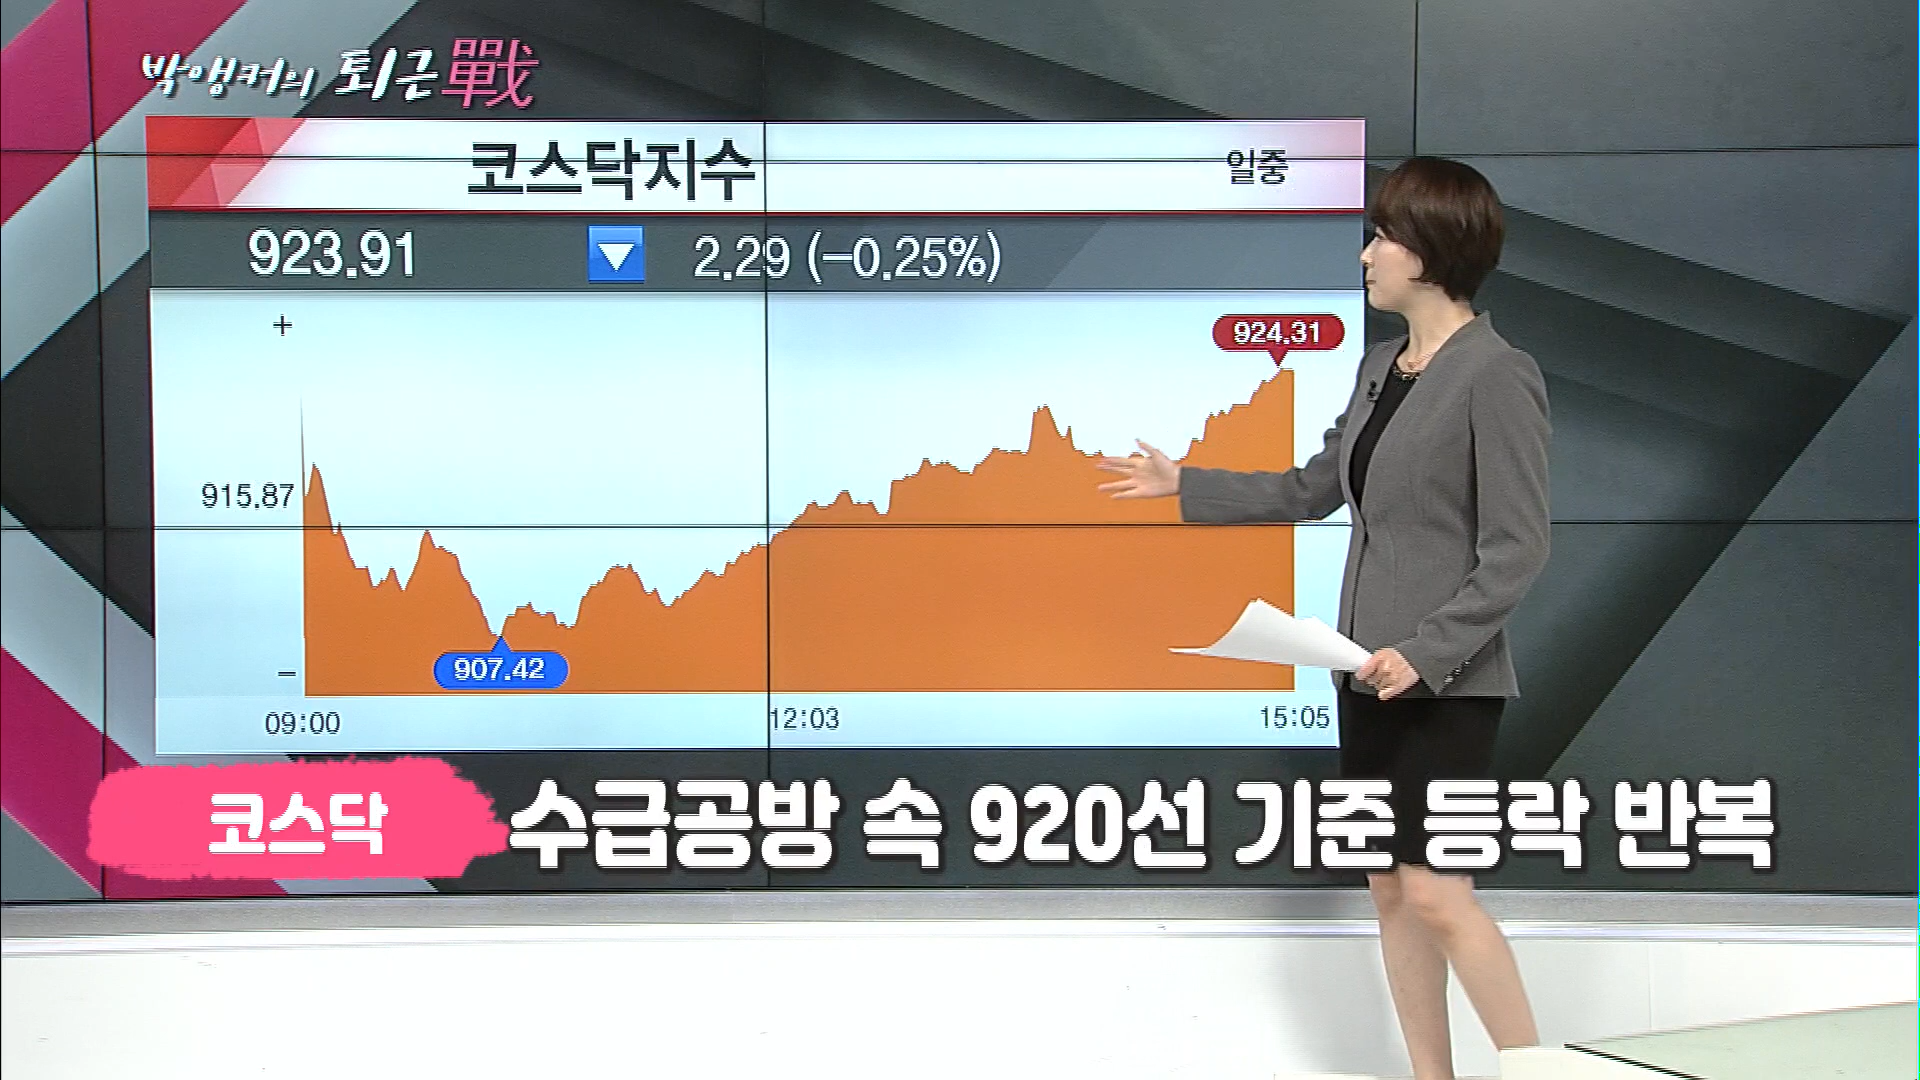 박앵커의 퇴근戰
코스닥지수
일중
923.91 ▼ 2.29 (-0.25%)
+
924.31
915.87
907.42
-
09:00 12:03 15:05
코스닥 수급공방 속 920선 기준 등락 반복